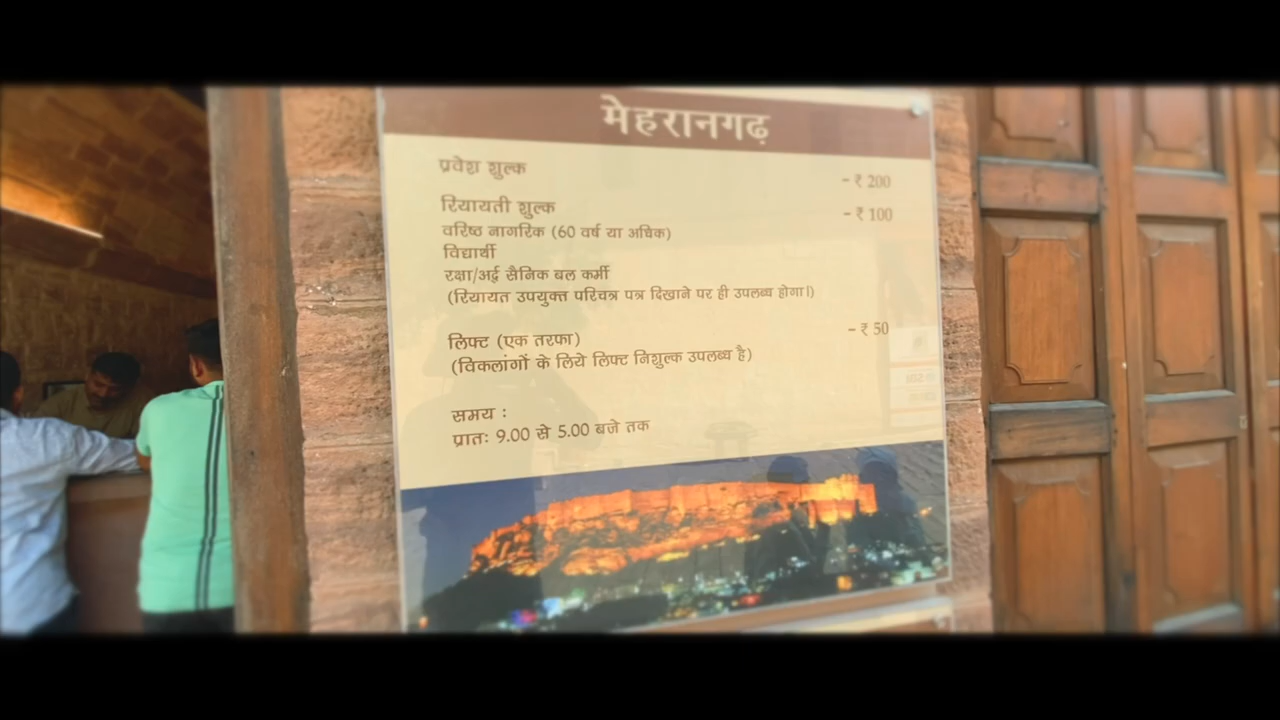 मेहरानगढ़
प्रवेश शुल्क - ₹ 200
रियायती शुल्क - ₹ 100
वरिष्ठ नागरिक (60 वर्ष या अधिक)
विद्यार्थी
रक्षा/अर्द्ध सैनिक बल कर्मी
(रियायत उपयुक्त परिचत्र पत्र दिखाने पर ही उपलब्ध होगा।)
लिफ्ट (एक तरफा) - ₹ 50
(विकलांगों के लिये लिफ्ट निशुल्क उपलब्ध है)
समय :
प्रातः 9.00 से 5.00 बजे तक